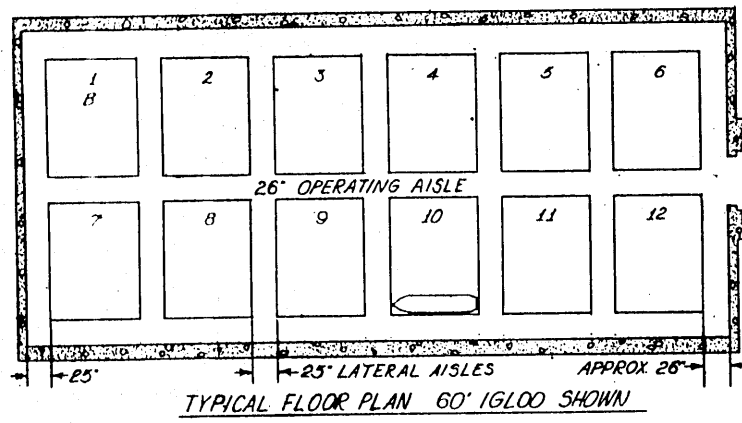 1 2 3 4 5 6
B
26" OPERATING AISLE
7 8 9 10 11 12
25" 25" LATERAL AISLES APPROX 26"
TYPICAL FLOOR PLAN 60' IGLOO SHOWN